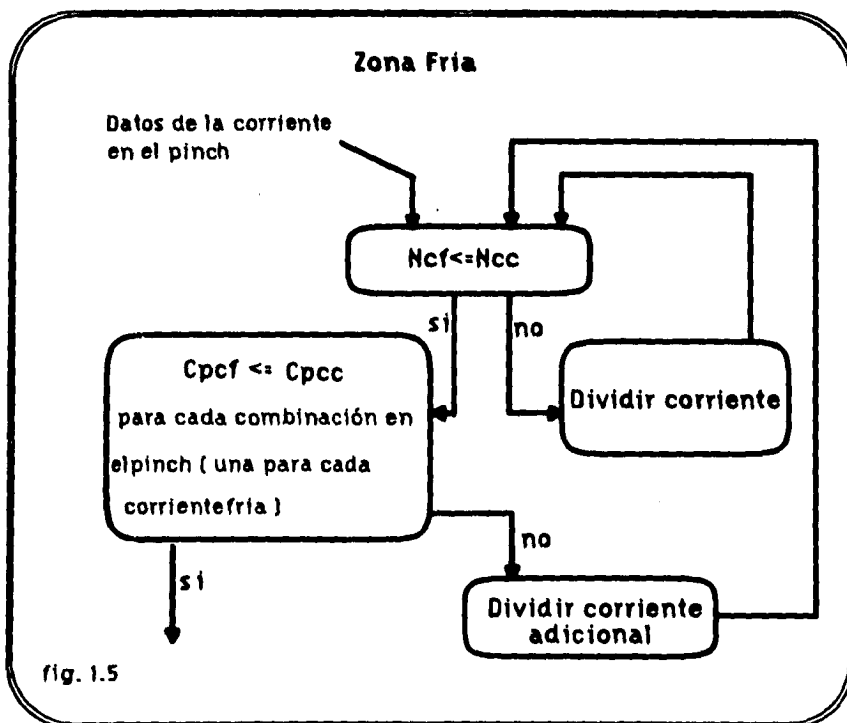 Zona Fria
Datos de la corriente
en el pinch
Ncf<=Ncc
si
no
Cpcf <= Cpcc
para cada combinación en
elpinch ( una para cada
corrientefria )
Dividir corriente
no
si
Dividir corriente
adicional
fig. 1.5